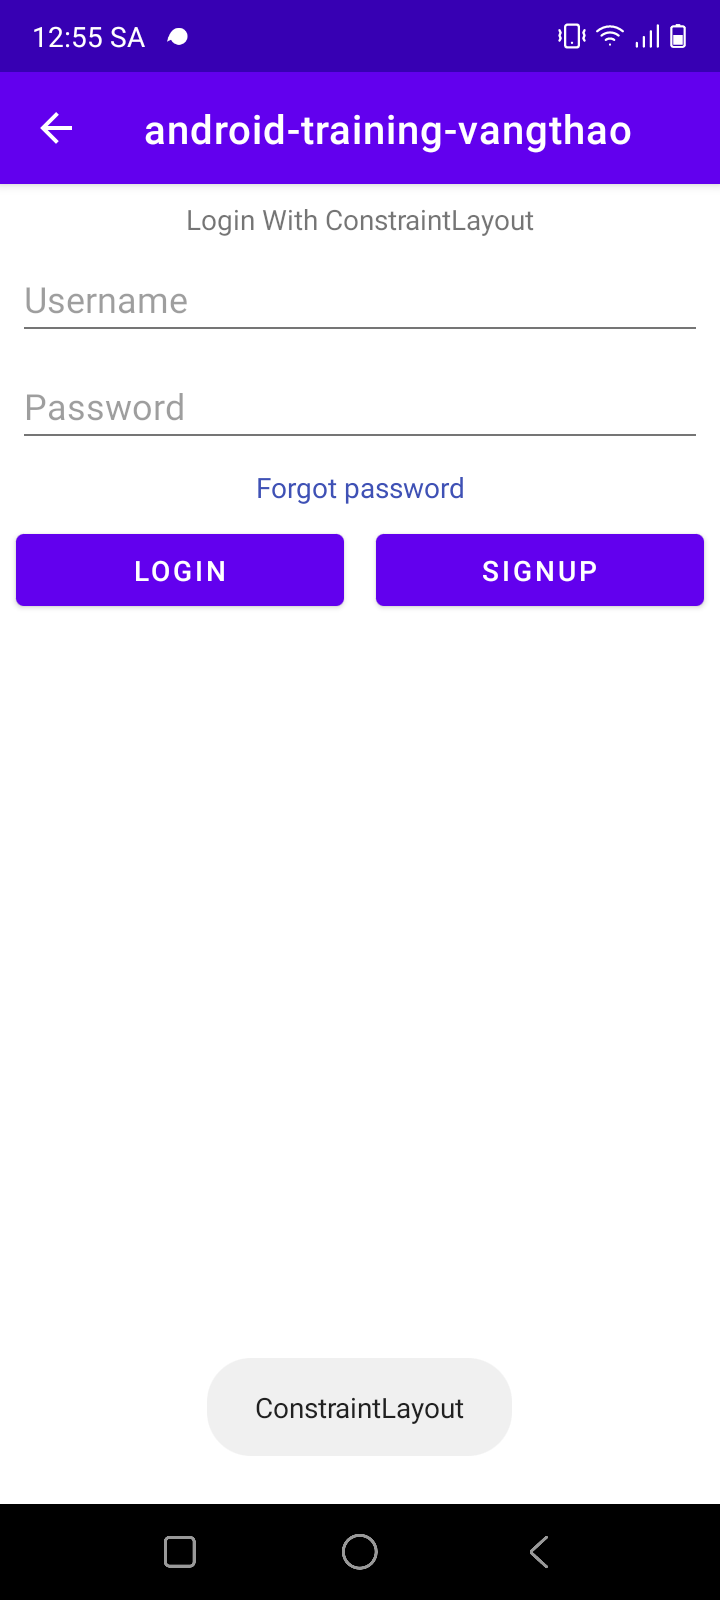 12:55 SA
android-training-vangthao
Login With ConstraintLayout
Username
Password
Forgot password
LOGIN SIGNUP
ConstraintLayout